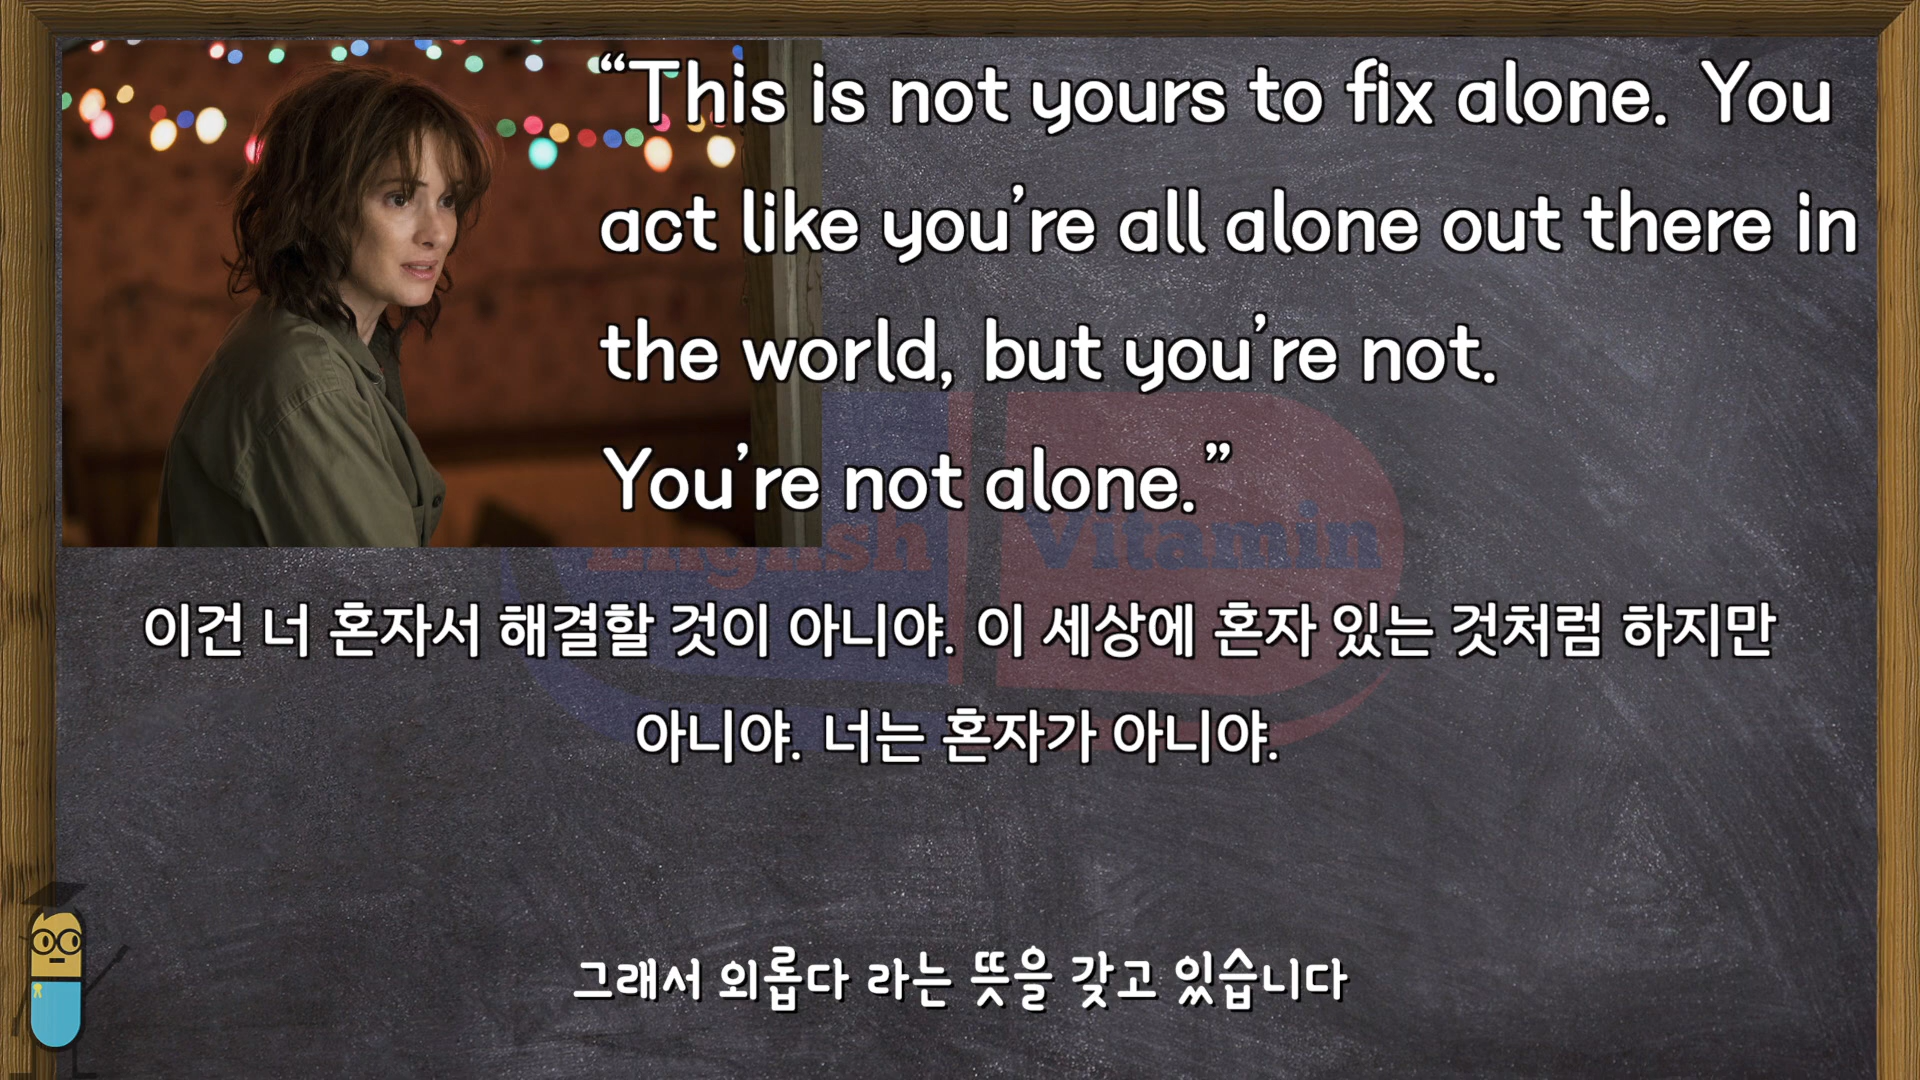 “This is not yours to fix alone. You
act like you’re all alone out there in
the world, but you’re not.
You’re not alone.”
English Vitamin
이건 너 혼자서 해결할 것이 아니야. 이 세상에 혼자 있는 것처럼 하지만
아니야. 너는 혼자가 아니야.
그래서 외롭다 라는 뜻을 갖고 있습니다